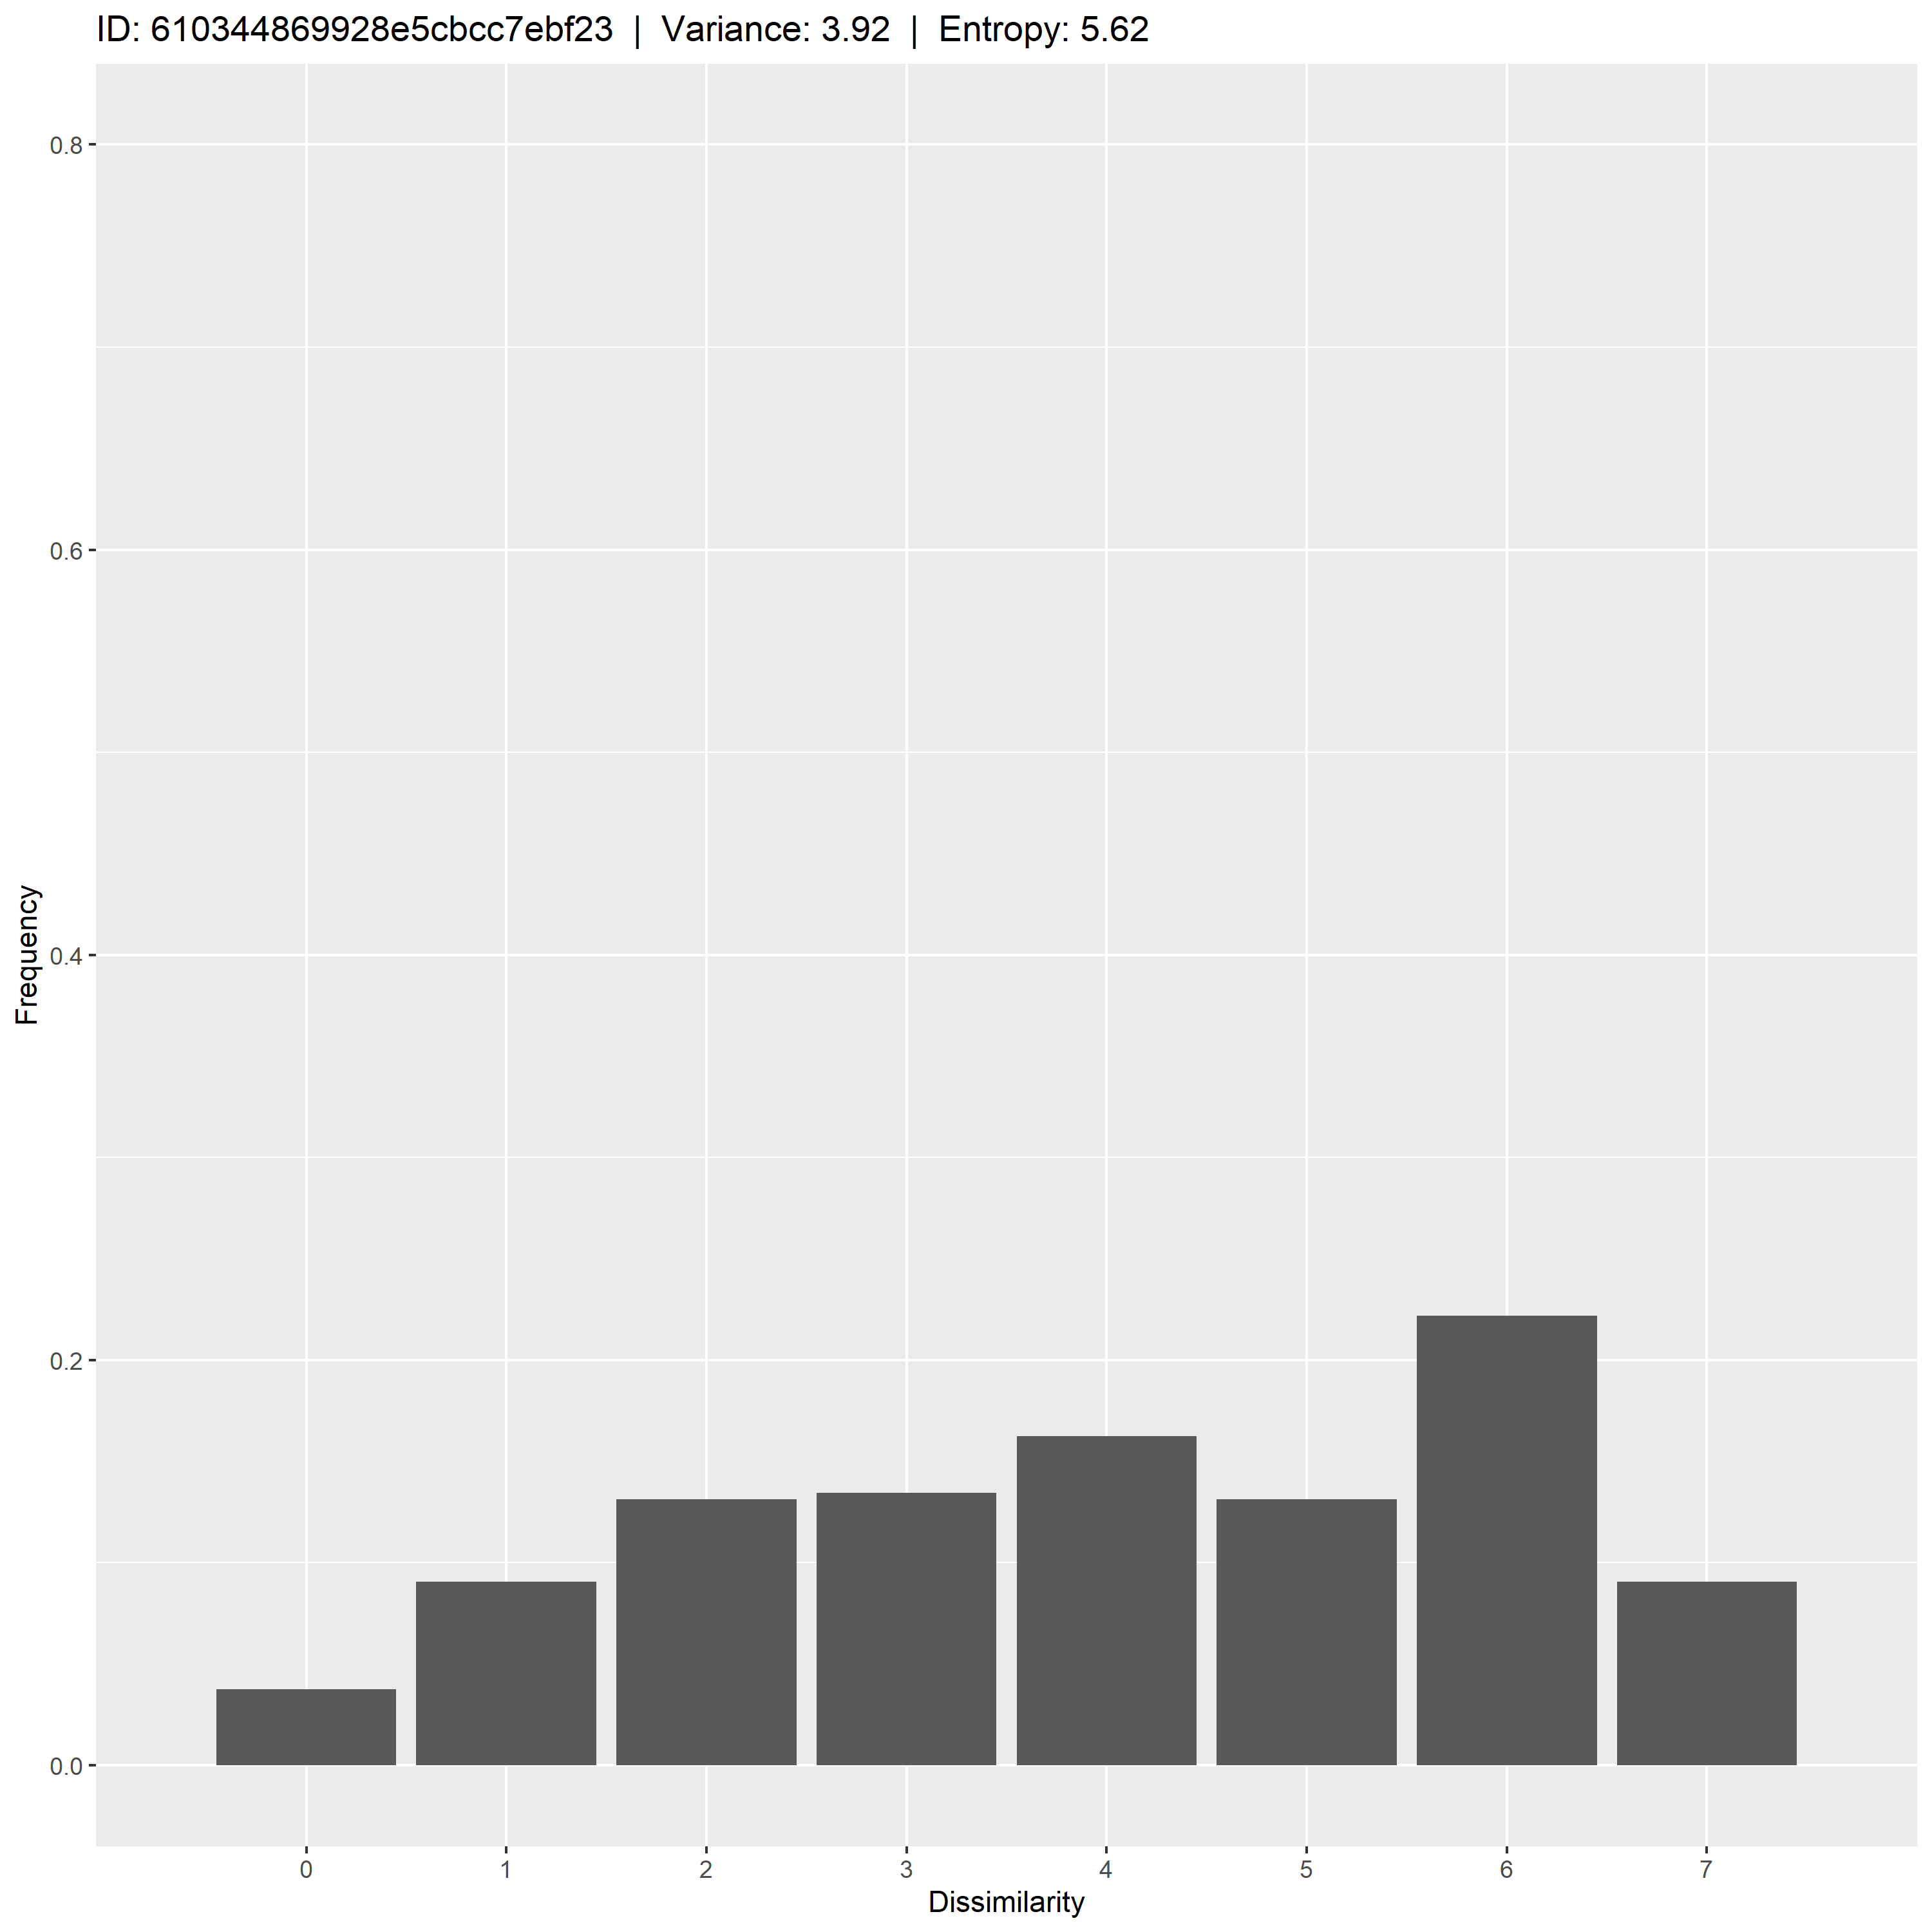 ID: 610344869928e5cbcc7ebf23 | Variance: 3.92 | Entropy: 5.62
0.8
0.6
0.4
0.2
0.0
Frequency
0 1 2 3 4 5 6 7
Dissimilarity